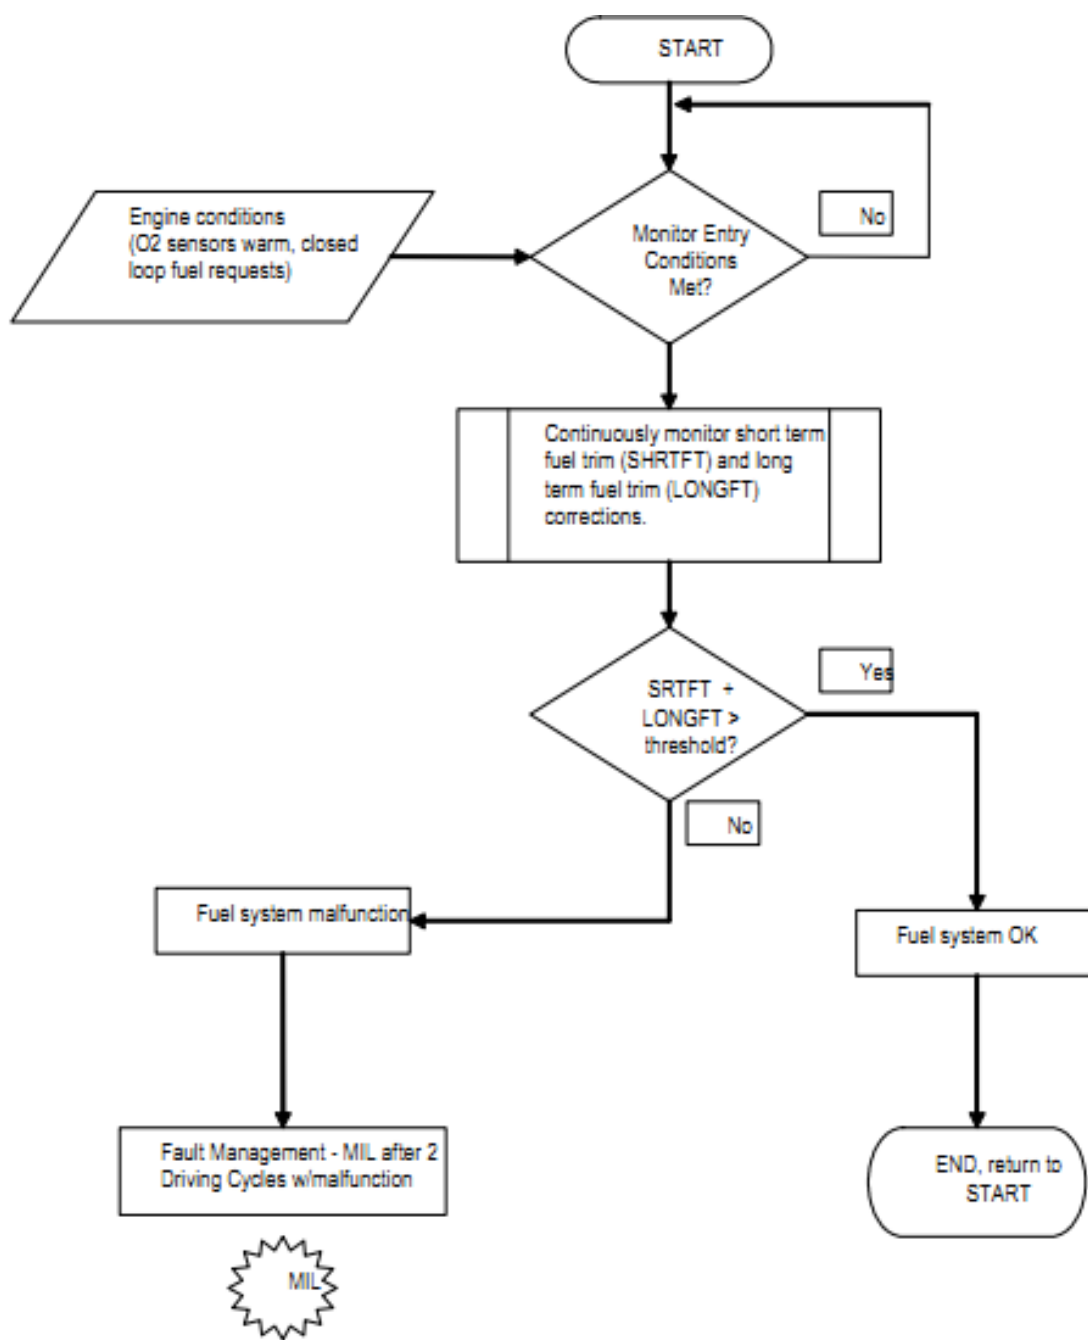 START
No
Engine conditions
(O2 sensors warm, closed
loop fuel requests)
Monitor Entry
Conditions
Met?
Continuously monitor short term
fuel trim (SHRTFT) and long
term fuel trim (LONGFT)
corrections.
Yes
SRTFT +
LONGFT >
threshold?
No
Fuel system malfunction
Fuel system OK
Fault Management - MIL after 2
Driving Cycles w/malfunction
END, return to
START
MIL